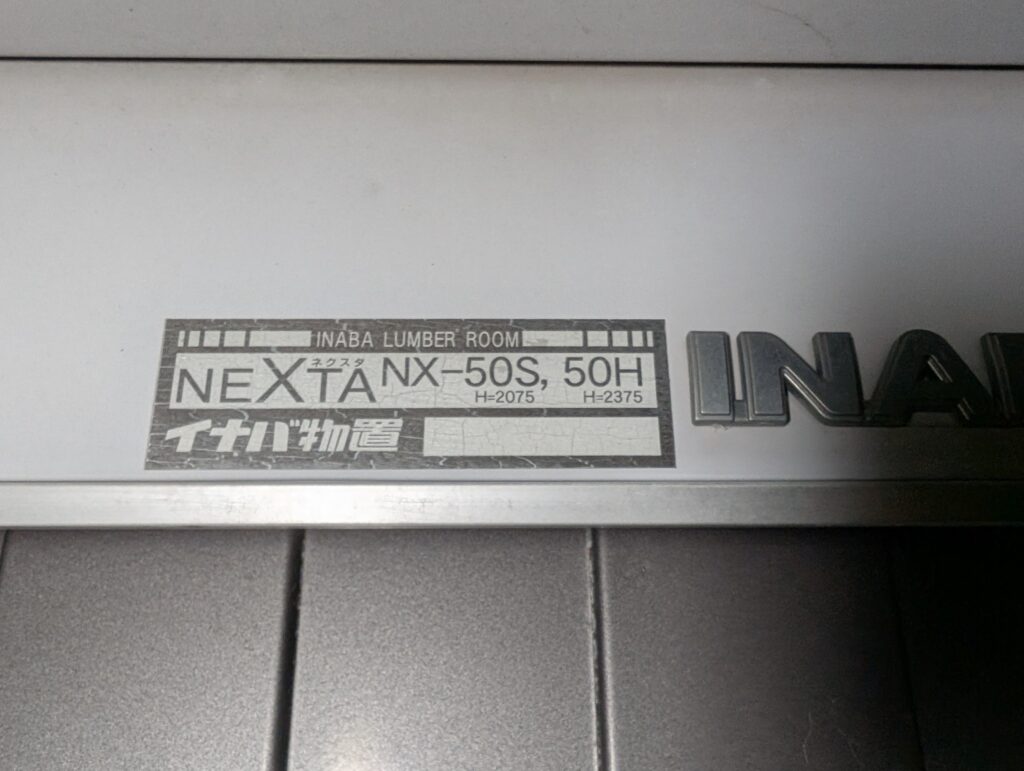 INABA LUMBER ROOM
ネクスタ
NEXTA NX-50S, 50H
H=2075 H=2375
イナバ物置
INA